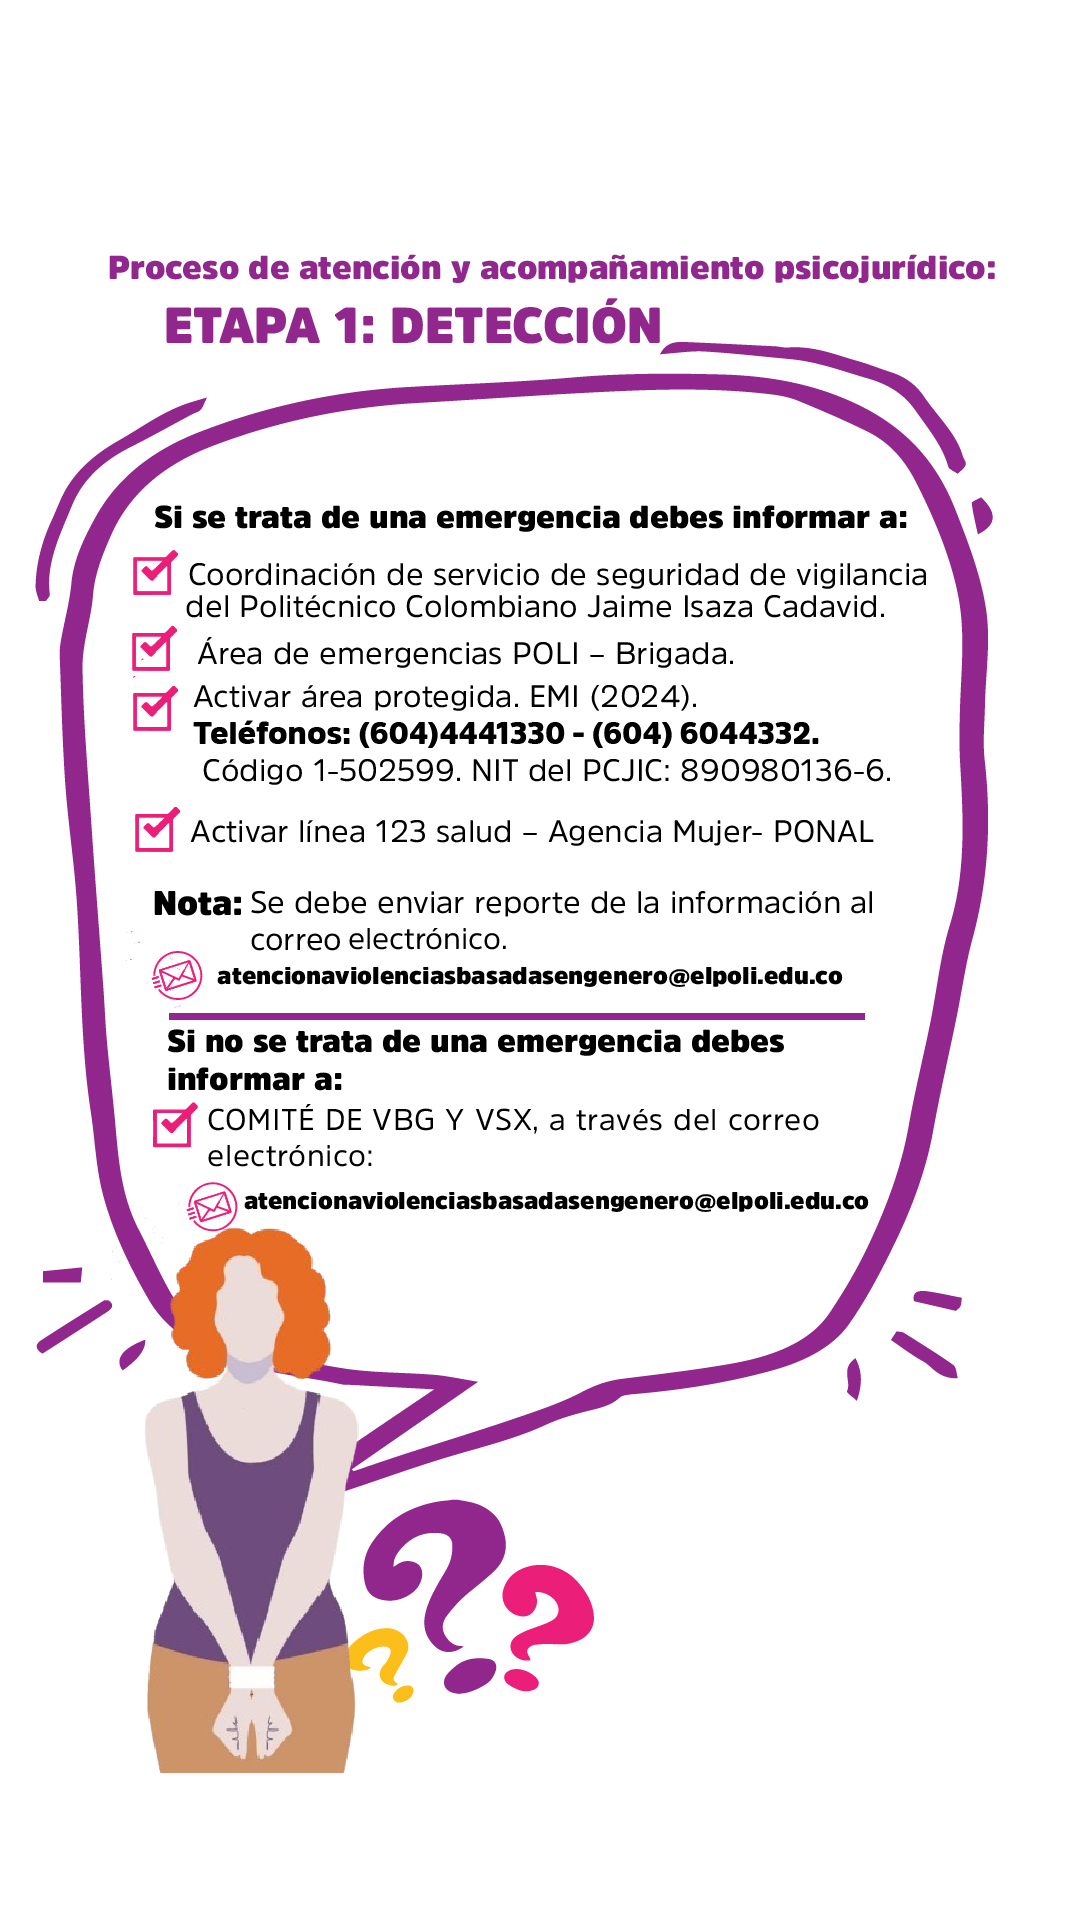 Proceso de atención y acompañamiento psicojurídico:
ETAPA 1: DETECCIÓN
Si se trata de una emergencia debes informar a:
Coordinación de servicio de seguridad de vigilancia
del Politécnico Colombiano Jaime Isaza Cadavid.
Área de emergencias POLI – Brigada.
Activar área protegida. EMI (2024).
Teléfonos: (604)4441330 - (604) 6044332.
Código 1-502599. NIT del PCJIC: 890980136-6.
Activar línea 123 salud – Agencia Mujer- PONAL
Nota: Se debe enviar reporte de la información al
correo electrónico.
atencionaviolenciasbasadasengenero@elpoli.edu.co
Si no se trata de una emergencia debes
informar a:
COMITÉ DE VBG Y VSX, a través del correo
electrónico:
atencionaviolenciasbasadasengenero@elpoli.edu.co